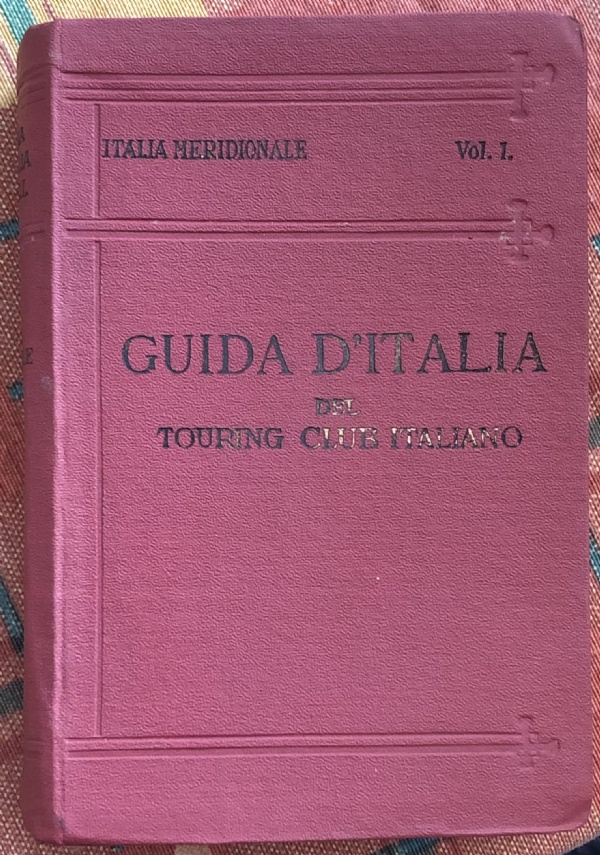 ITALIA MERIDIONALE Vol. I.
GUIDA D'ITALIA
DEL
TOURING CLUB ITALIANO